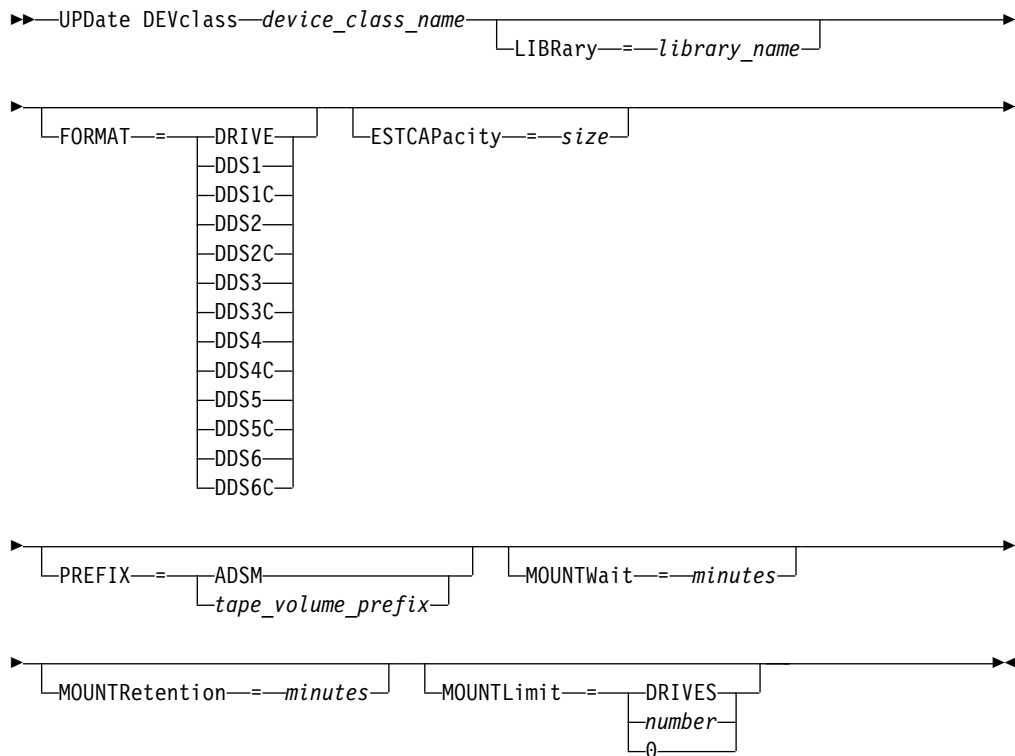 UPDate DEVclass device_class_name
LIBRary = library_name
FORMAT = DRIVE
DDS1
DDS1C
DDS2
DDS2C
DDS3
DDS3C
DDS4
DDS4C
DDS5
DDS5C
DDS6
DDS6C
ESTCAPacity = size
PREFIX = ADSM
tape_volume_prefix
MOUNTWait = minutes
MOUNTRetention = minutes
MOUNTLimit = DRIVES
number
0